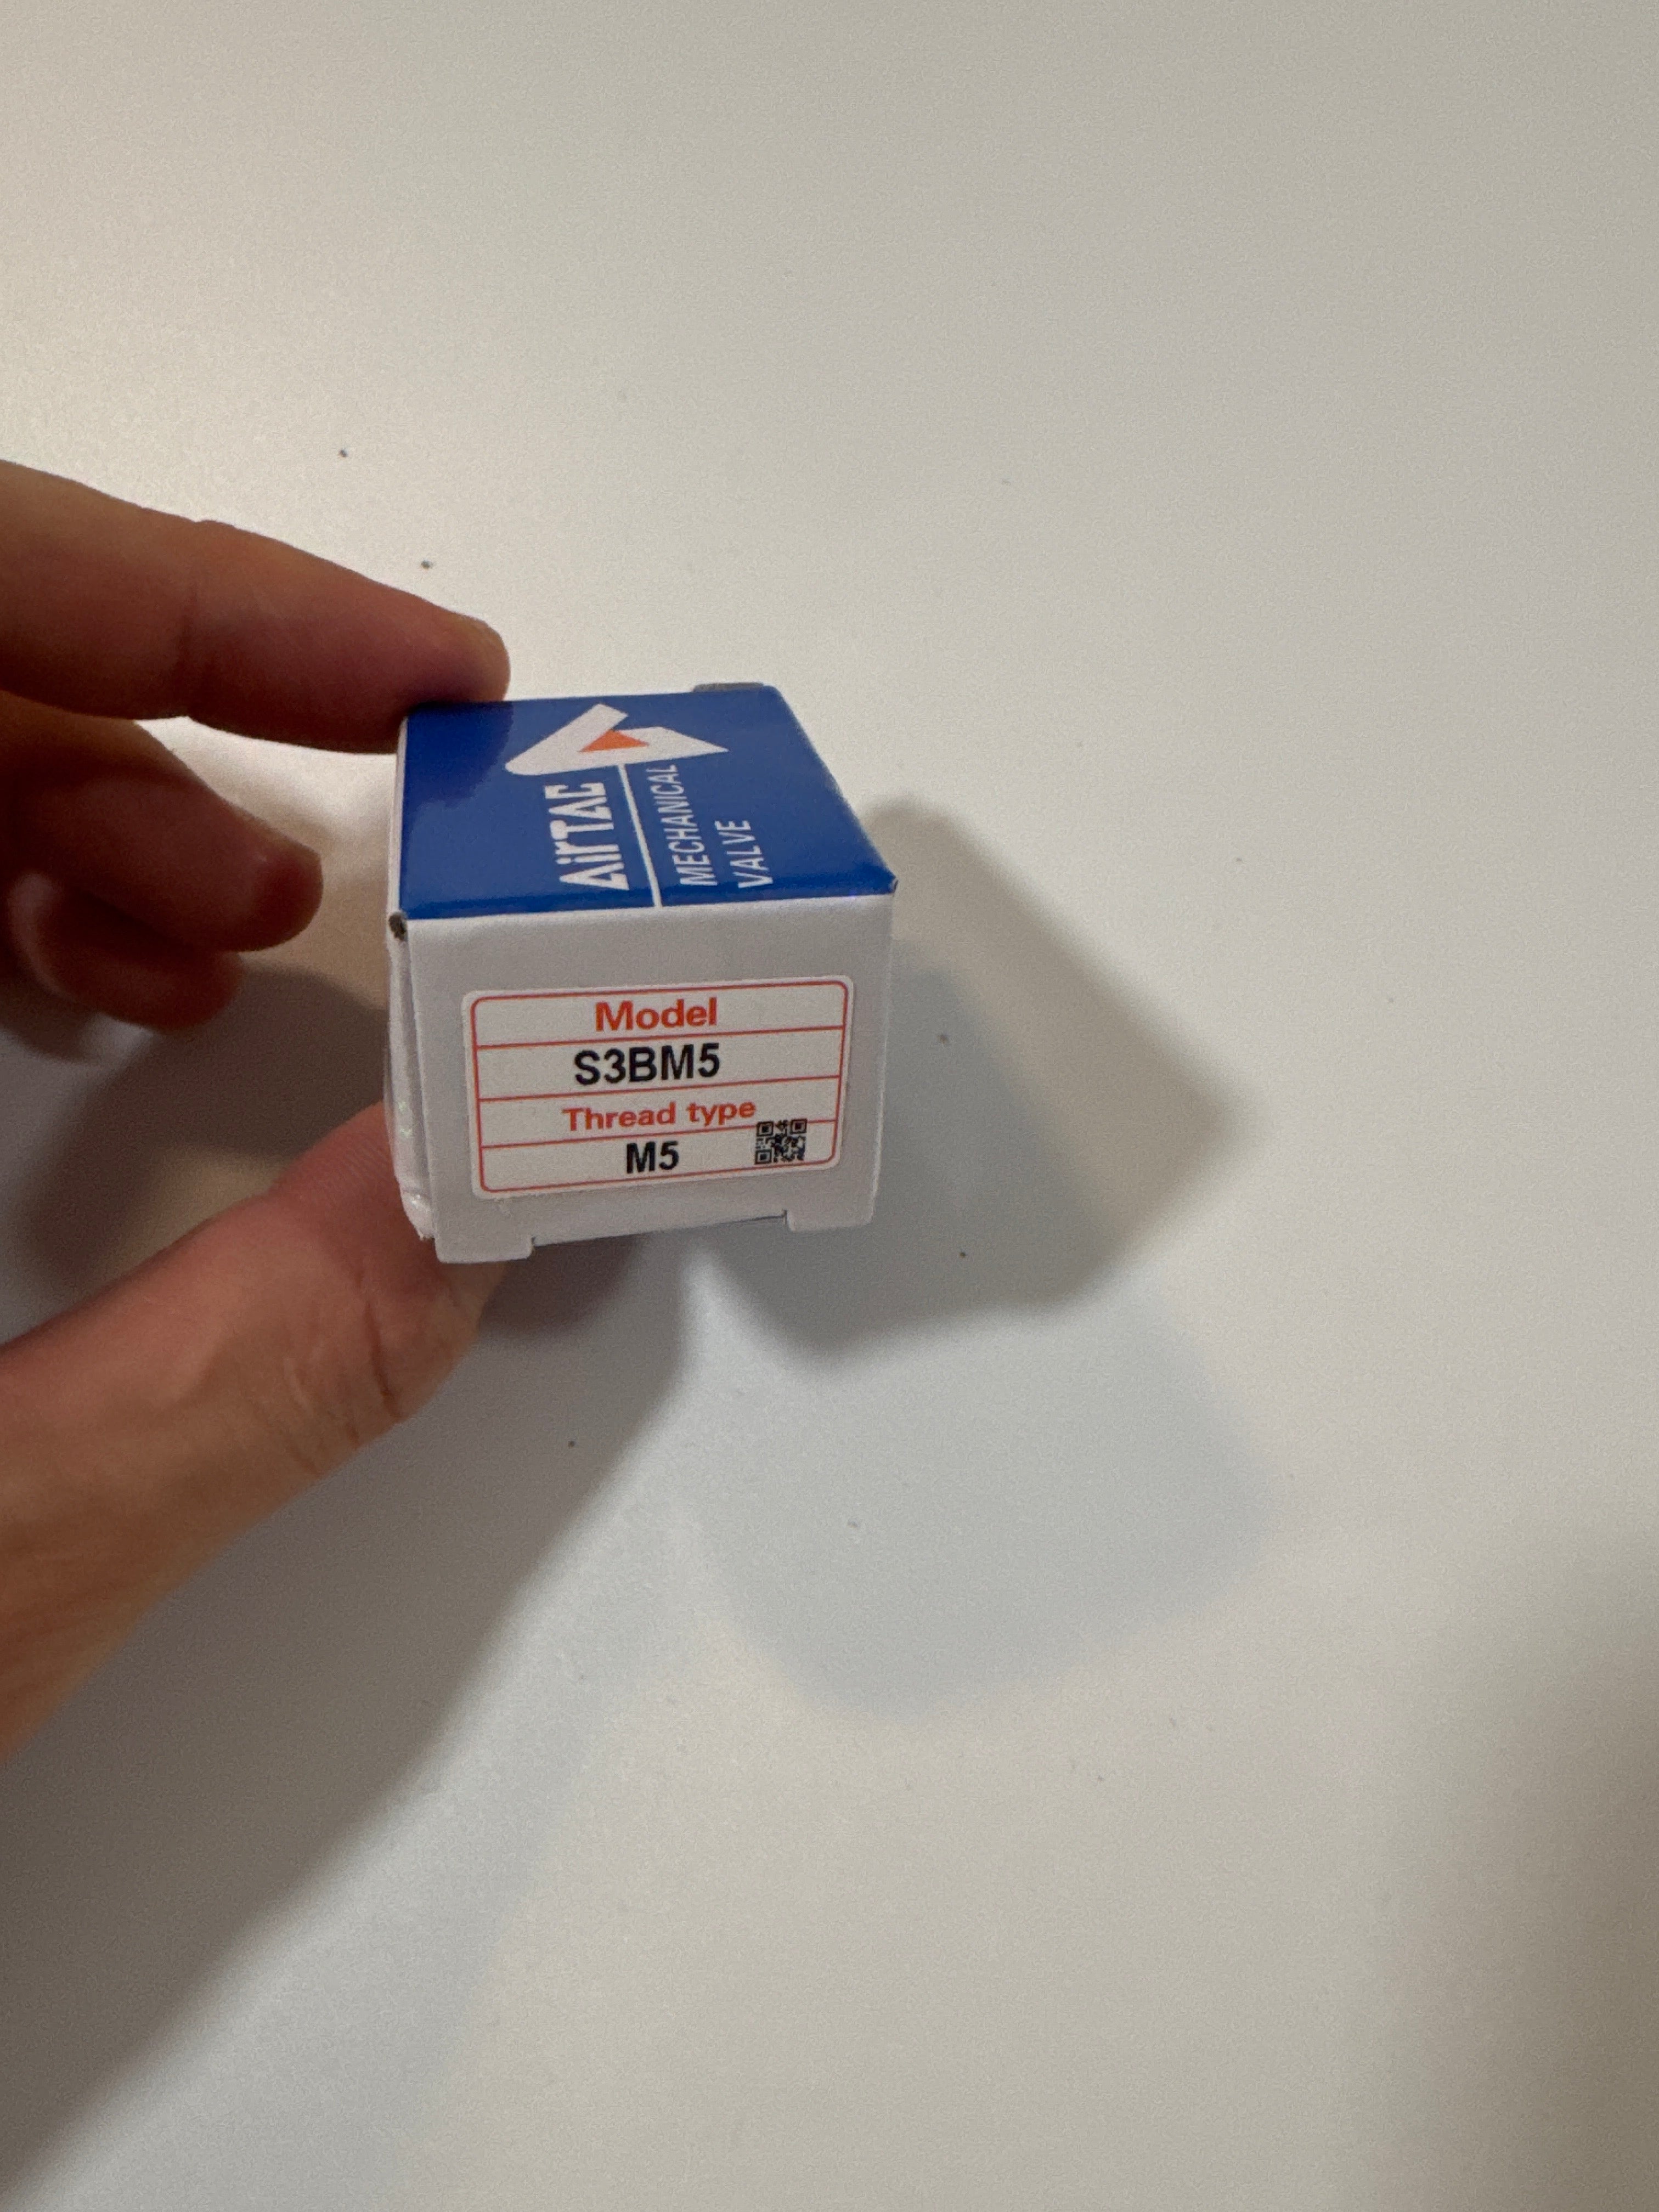 AirTAC
MECHANICAL
VALVE
Model
S3BM5
Thread type
M5